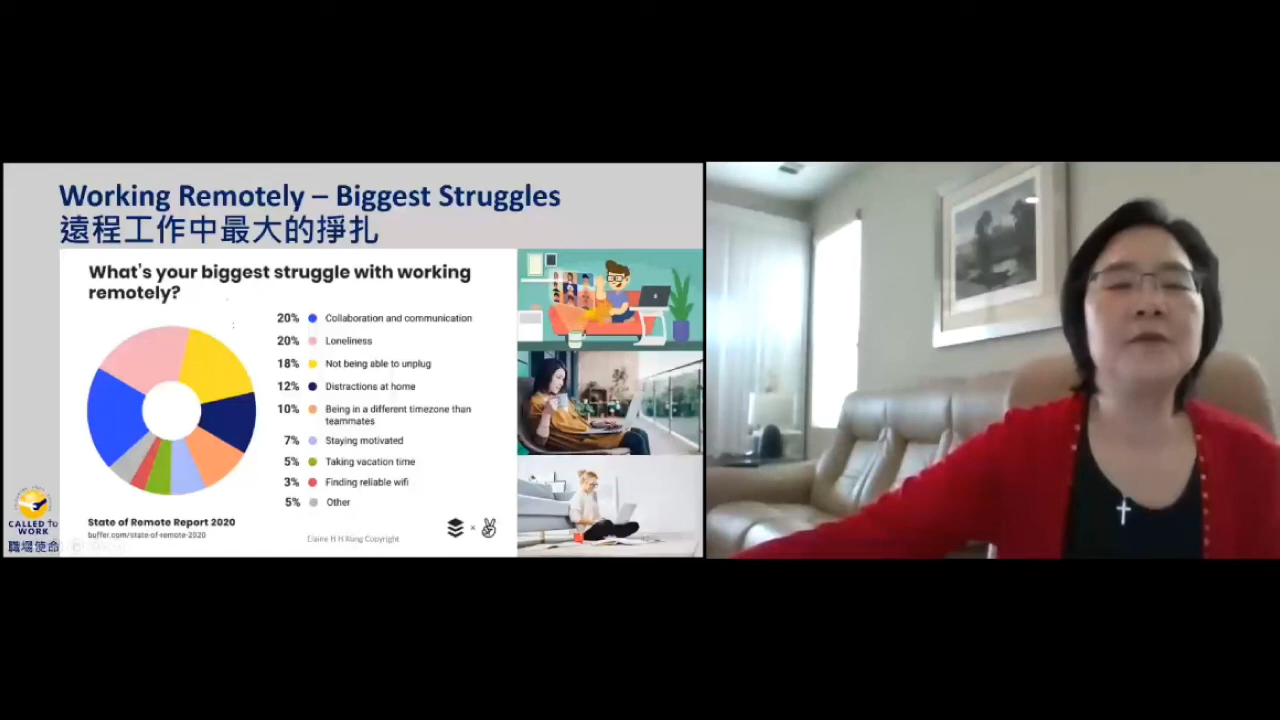 Working Remotely – Biggest Struggles
遠程工作中最大的掙扎
What's your biggest struggle with working
remotely?
20% Collaboration and communication
20% Loneliness
18% Not being able to unplug
12% Distractions at home
10% Being in a different timezone than
teammates
7% Staying motivated
5% Taking vacation time
3% Finding reliable wifi
5% Other
State of Remote Report 2020
buffer.com/state-of-remote-2020
Elaine H H Kung Copyright
CALLED to
WORK
職場使命